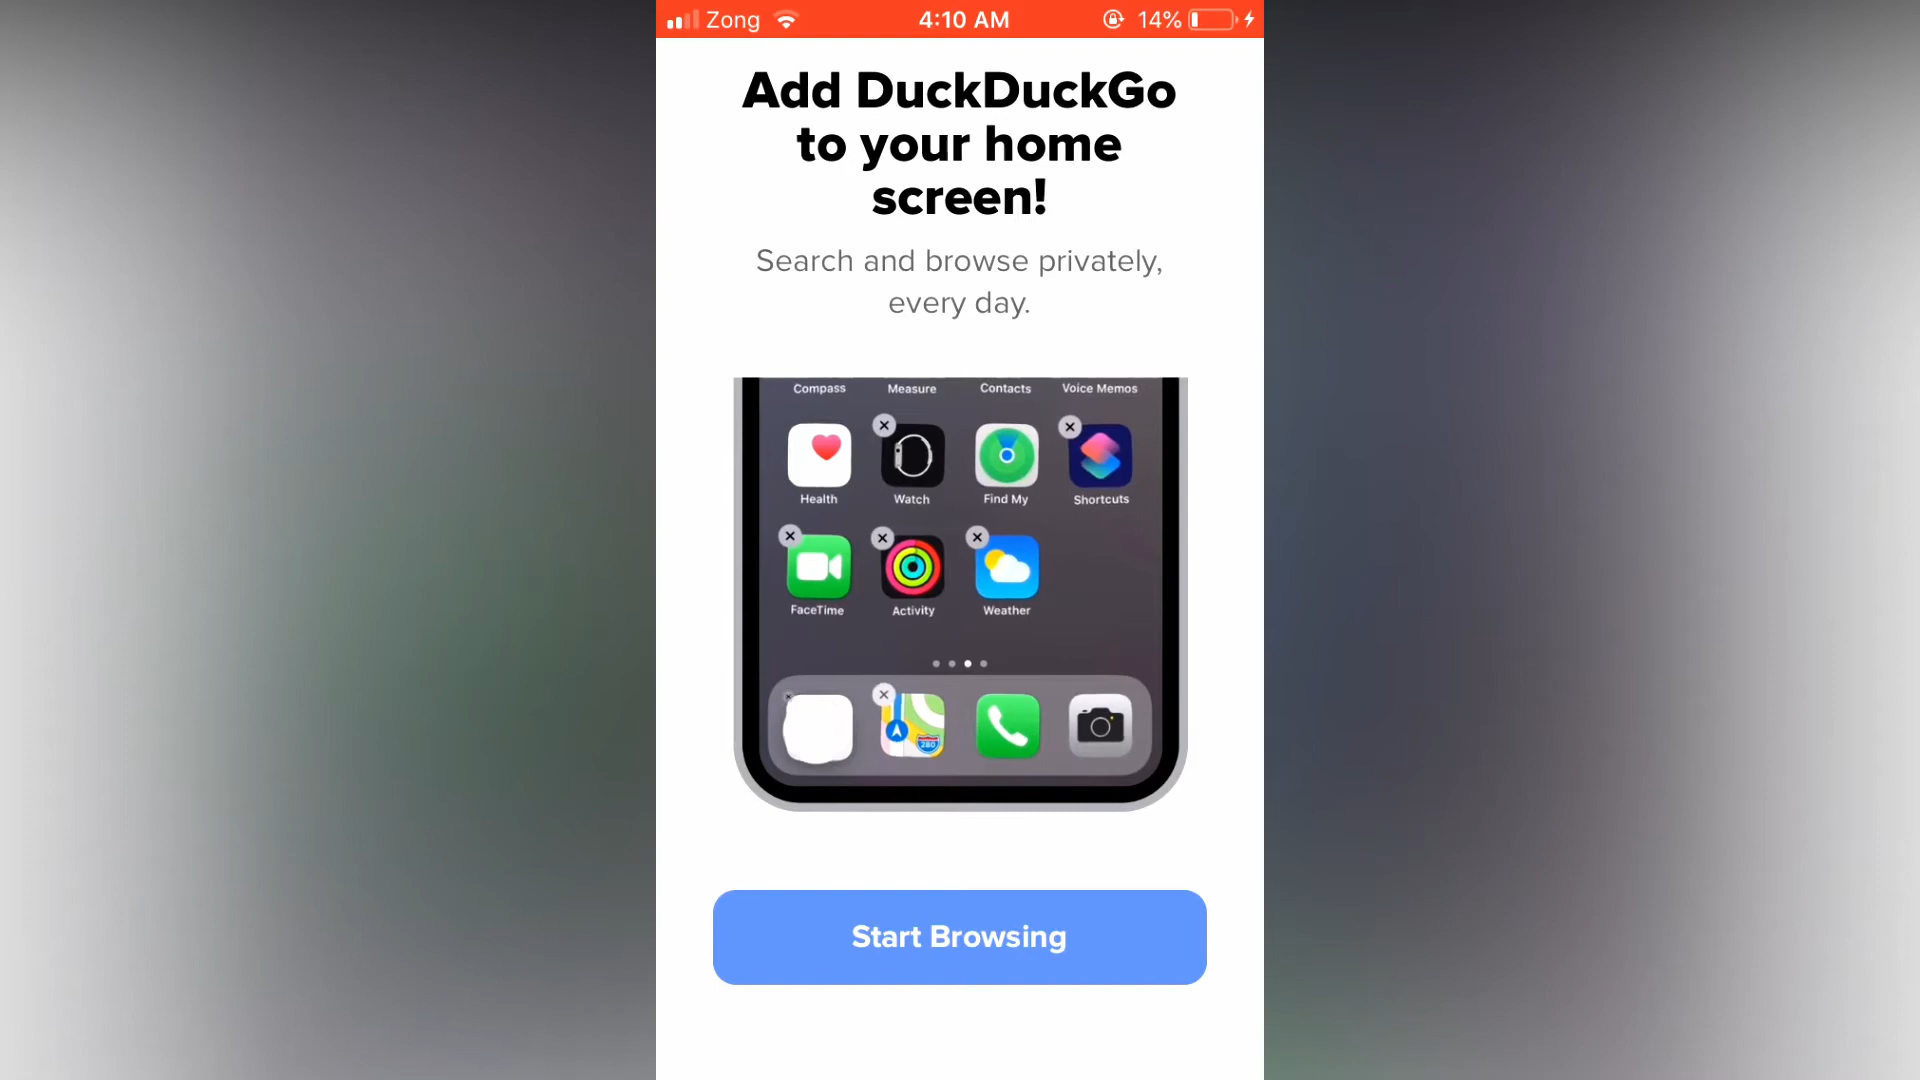 Zong 4:10 AM 14%
Add DuckDuckGo
to your home
screen!
Search and browse privately,
every day.
Compass Measure Contacts Voice Memos
Health Watch Find My Shortcuts
FaceTime Activity Weather
280
Start Browsing